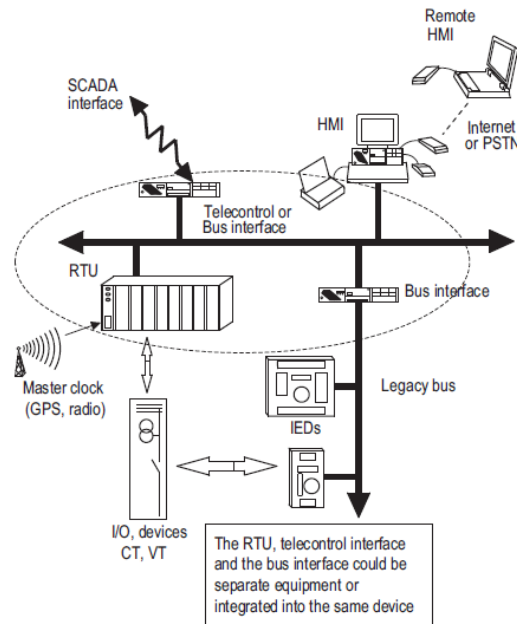 Remote
HMI
SCADA
interface
HMI
Internet
or PSTN
Telecontrol or
Bus interface
RTU
Bus interface
Master clock
(GPS, radio)
Legacy bus
IEDs
I/O, devices
CT, VT
The RTU, telecontrol interface
and the bus interface could be
separate equipment or
integrated into the same device